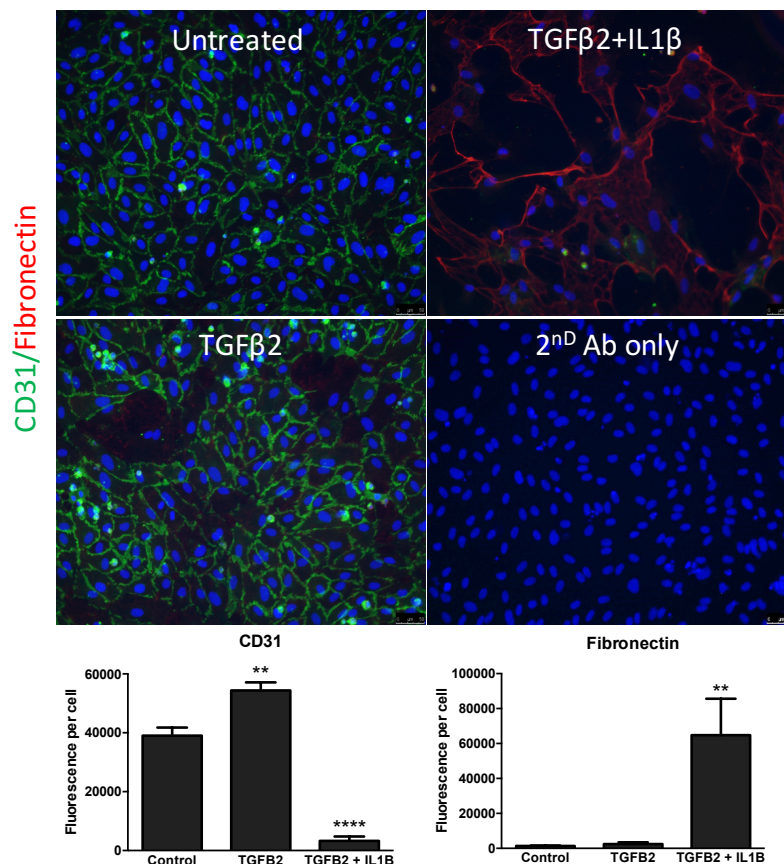 Untreated
TGFβ2+IL1β
CD31/Fibronectin
TGFβ2
2nD Ab only
CD31
Fluorescence per cell
60000
40000
20000
0
**
****
Control
TGFB2
TGFB2 + IL1B
Fibronectin
Fluorescence per cell
100000
80000
60000
40000
20000
0
**
Control
TGFB2
TGFB2 + IL1B